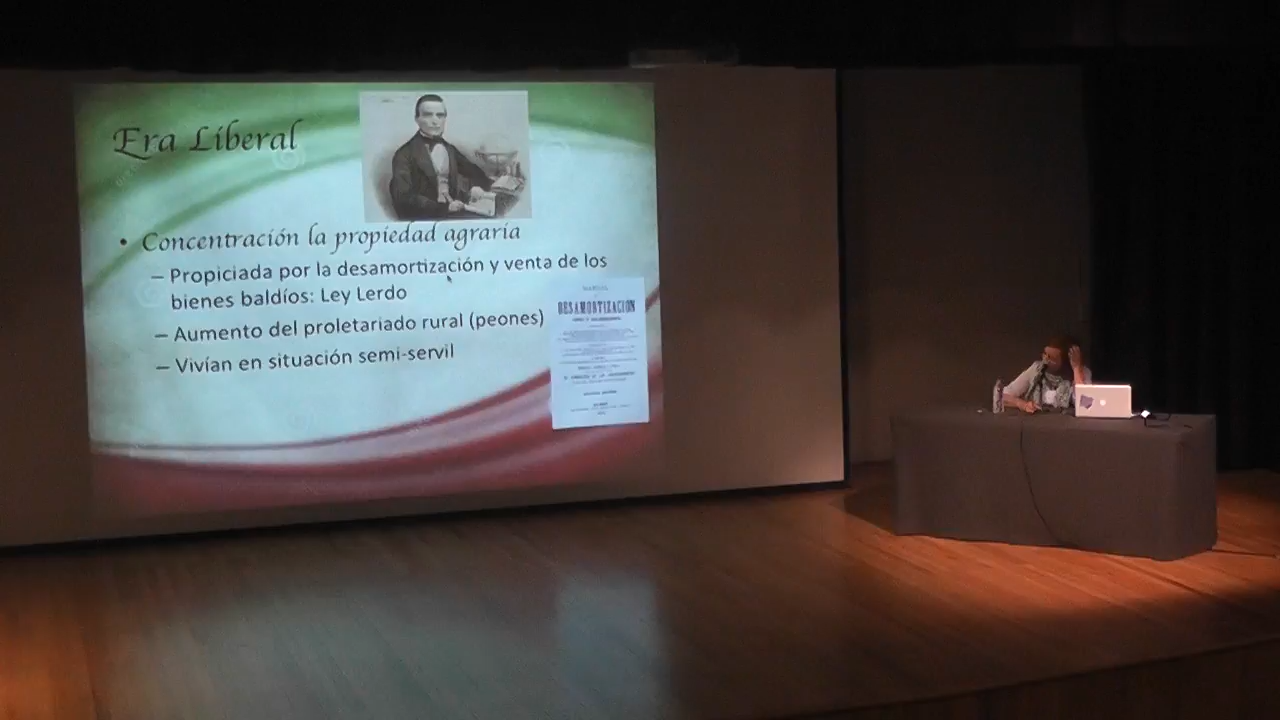 Era Liberal
• Concentración la propiedad agraria
– Propiciada por la desamortización y venta de los
bienes baldíos: Ley Lerdo
– Aumento del proletariado rural (peones)
– Vivían en situación semi-servil
MANUAL
DESAMORTIZACION